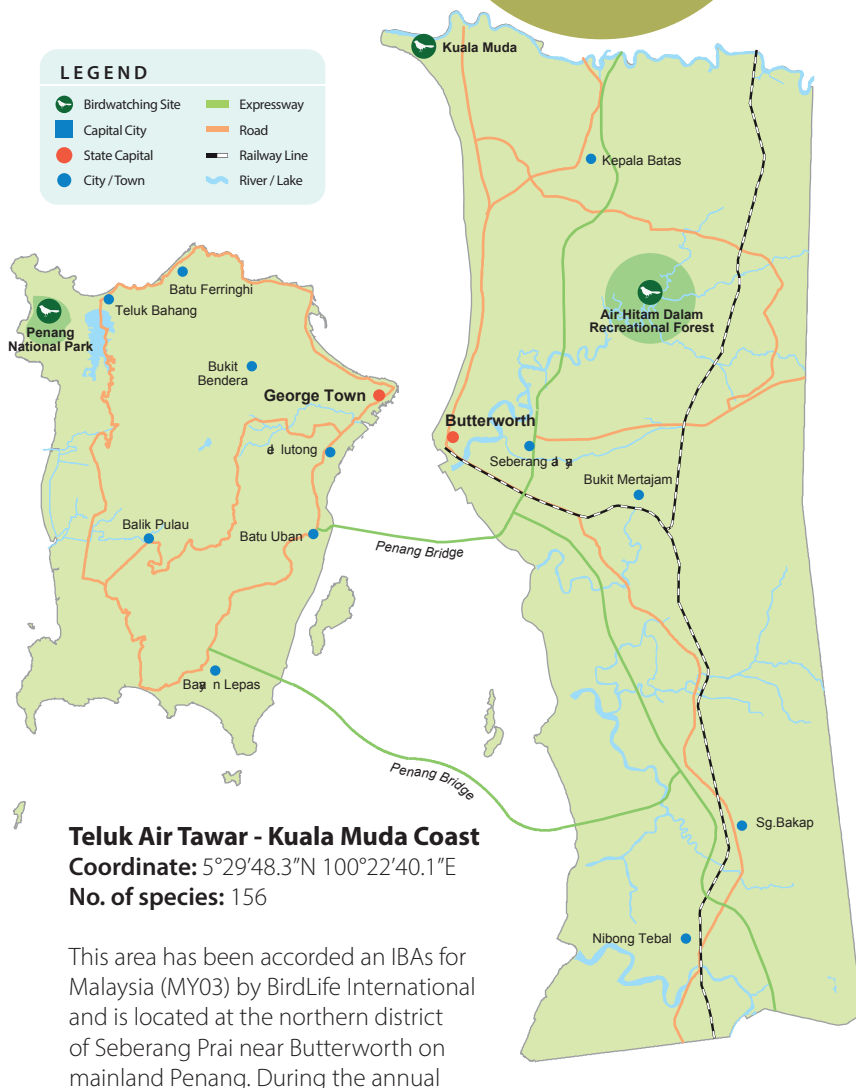 LEGEND
Birdwatching Site
Capital City
State Capital
City / Town
Expressway
Road
Railway Line
River / Lake
Kuala Muda
Kepala Batas
Air Hitam Dalam
Recreational Forest
Batu Ferringhi
Teluk Bahang
Penang
National Park
Bukit
Bendera
George Town
lutong
Butterworth
Seberang
Bukit Mertajam
Balik Pulau
Batu Uban
Penang Bridge
Lepas
Penang Bridge
Sg.Bakap
Nibong Tebal
Teluk Air Tawar - Kuala Muda Coast
Coordinate: 5°29’48.3”N 100°22’40.1”E
No. of species: 156
This area has been accorded an IBAs for
Malaysia (MY03) by BirdLife International
and is located at the northern district
of Seberang Prai near Butterworth on
mainland Penang. During the annual